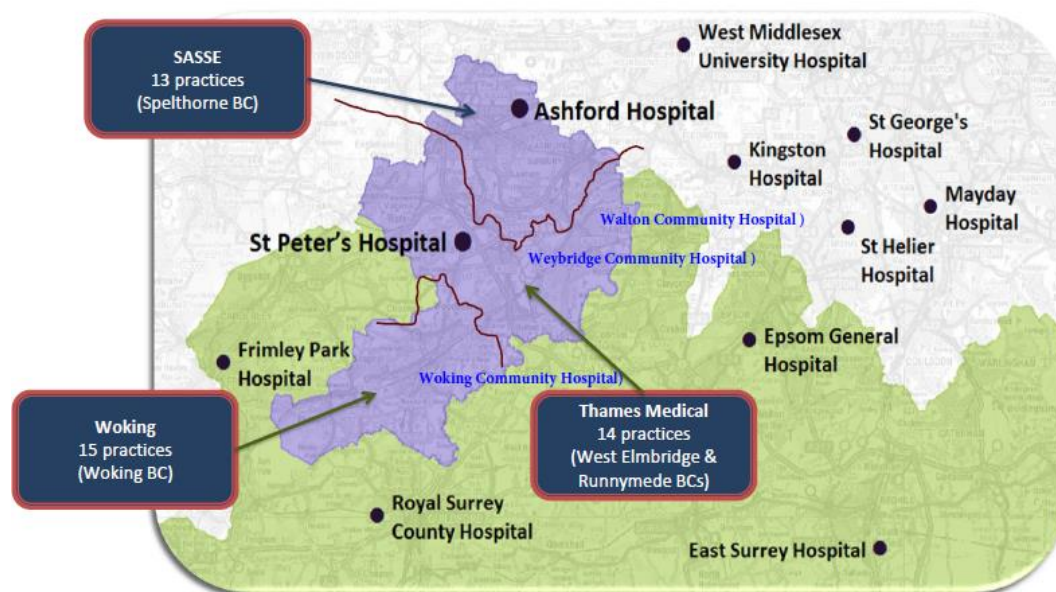 SASSE
13 practices
(Spelthorne BC)
West Middlesex
University Hospital
Ashford Hospital
St George's
Hospital
Kingston
Hospital
Mayday
Hospital
Walton Community Hospital )
St Peter's Hospital
St Helier
Hospital
Weybridge Community Hospital )
Epsom General
Hospital
Frimley Park
Hospital
Woking Community Hospital)
Woking
15 practices
(Woking BC)
Thames Medical
14 practices
(West Elmbridge &
Runnymede BCs)
Royal Surrey
County Hospital
East Surrey Hospital